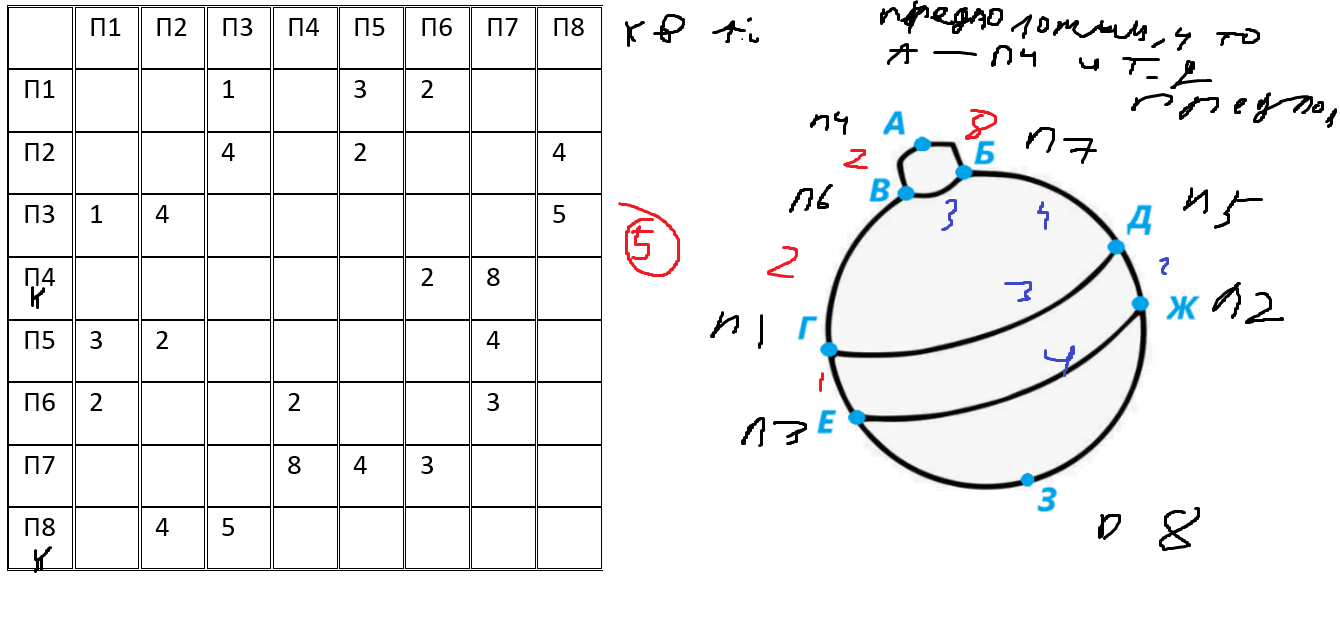 П1 П2 П3 П4 П5 П6 П7 П8
П1 1 3 2
П2 4 2 4
П3 1 4 5
П4 2 8
к
П5 3 2 4
П6 2 2 3
П7 8 4 3
П8 4 5
к
предположим, что
А — П4 и т.д
предпо,
5
п4 А 8 Б п7
2
п6 В 3 4 Д п5
2 2
3 Ж п2
п1 Г
1 4
п3 Е
З
п 8